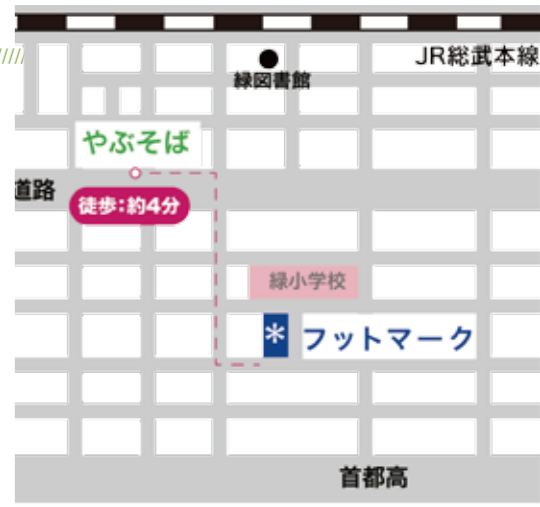 JR総武本線
緑図書館
やぶそば
道路
徒歩:約4分
緑小学校
* フットマーク
首都高